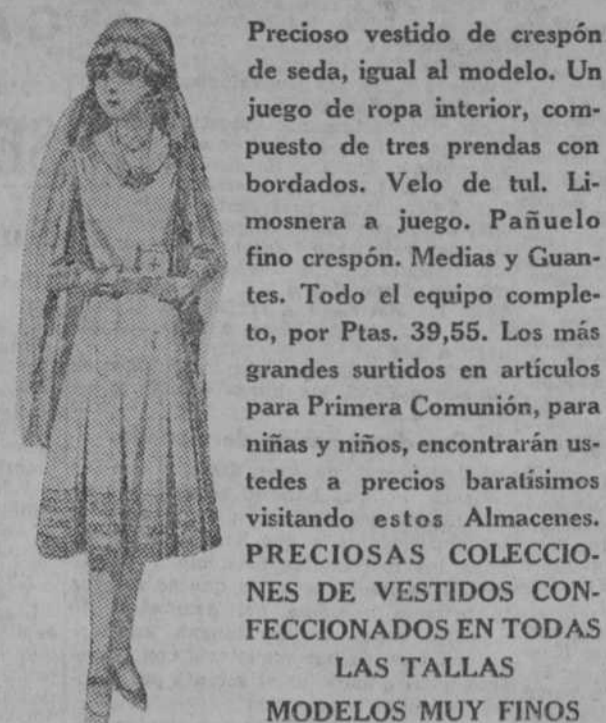 Precioso vestido de crespón
de seda, igual al modelo. Un
juego de ropa interior, com-
puesto de tres prendas con
bordados. Velo de tul. Li-
mosnera a juego. Pañuelo
fino crespón. Medias y Guan-
tes. Todo el equipo comple-
to, por Ptas. 39,55. Los más
grandes surtidos en artículos
para Primera Comunión, para
niñas y niños, encontrarán us-
tedes a precios baratísimos
visitando estos Almacenes.
PRECIOSAS COLECCIO-
NES DE VESTIDOS CON-
FECCIONADOS EN TODAS
LAS TALLAS
MODELOS MUY FINOS